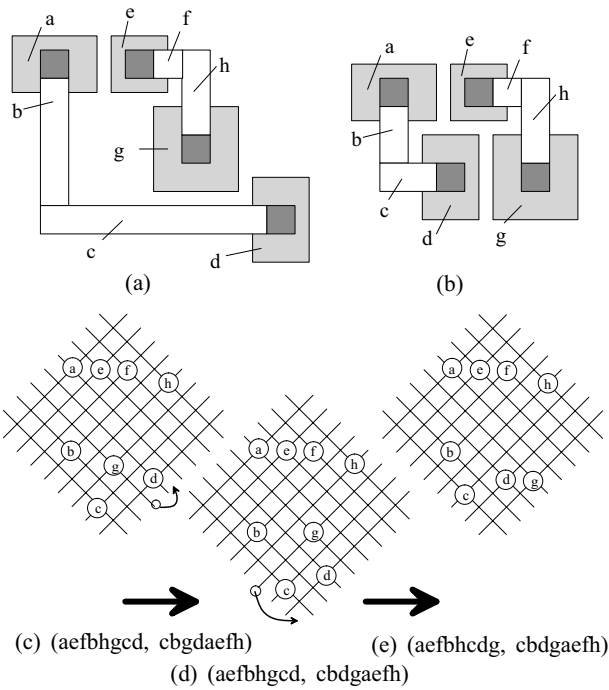 a
e
f
b
h
g
c
d
(a)
e
f
a
h
b
c
d
g
(b)
a e f
h
b
g
d
c
a e f
h
b g
d
c
a e f
h
b
d g
c
(c) (aefbhgcd, cbgdaefh)
(e) (aefbhcdg, cbdgaefh)
(d) (aefbhgcd, cbdgaefh)